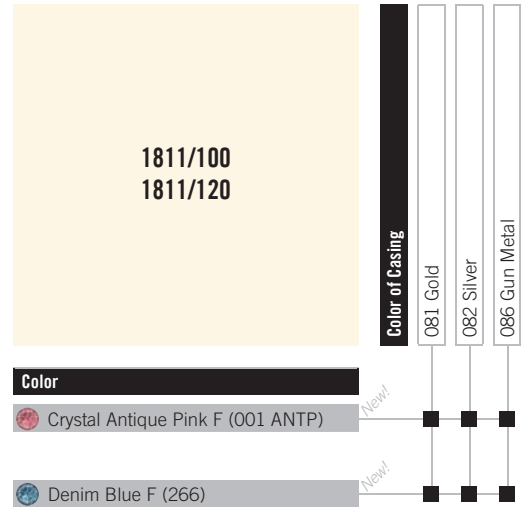 1811/100
1811/120
Color of Casing
081 Gold
082 Silver
086 Gun Metal
Color
New!
Crystal Antique Pink F (001 ANTP)
New!
Denim Blue F (266)